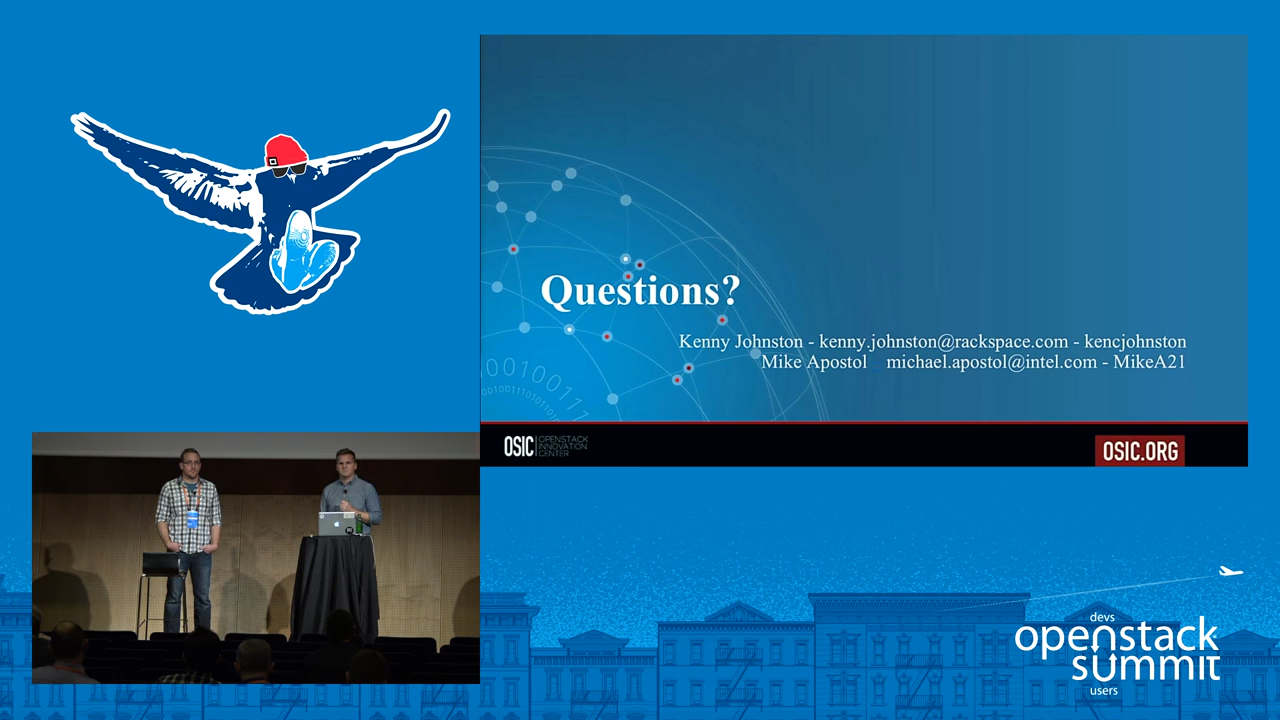 Questions?
Kenny Johnston - kenny.johnston@rackspace.com - kencjohnston
Mike Apostol michael.apostol@intel.com - MikeA21
000100111
OSIC OPENSTACK
INNOVATION
CENTER
OSIC.ORG
devs
openstack
summit
users